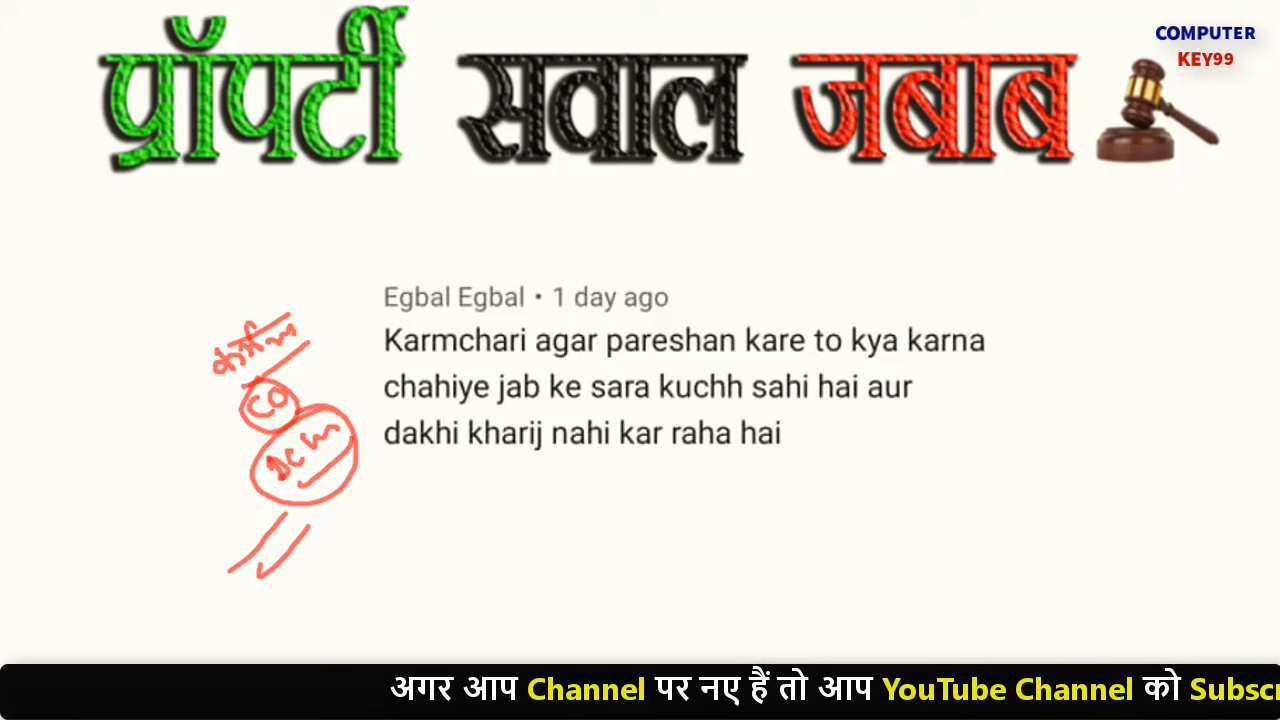 प्रॉपर्टी सवाल जबाब
COMPUTER
KEY99
Egbal Egbal • 1 day ago
Karmchari agar pareshan kare to kya karna
chahiye jab ke sara kuchh sahi hai aur
dakhi kharij nahi kar raha hai
CO
अगर आप Channel पर नए हैं तो आप YouTube Channel को Subscr